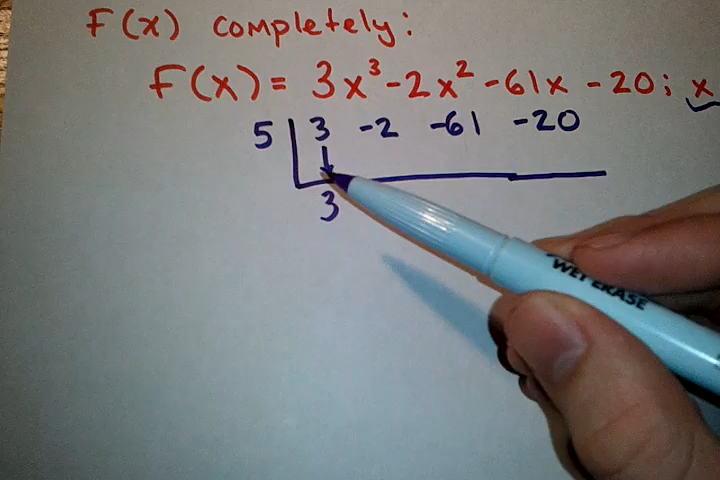 F(x) completely:
F(x) = 3x³ -2x² -61x -20; x
5 3 -2 -61 -20
3
WET ERASE